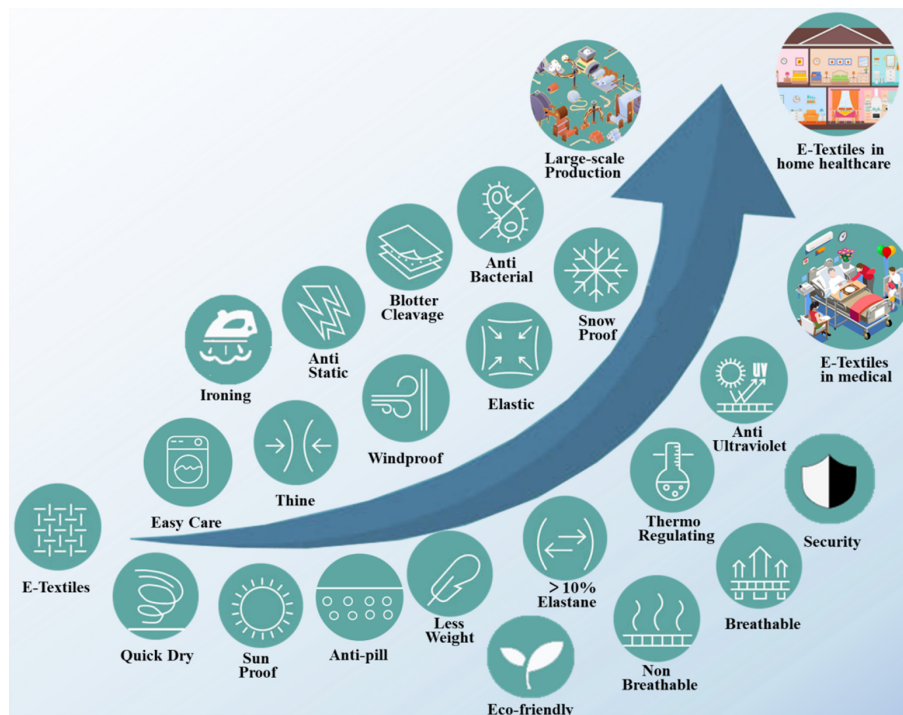 Large-scale
Production
E-Textiles in
home healthcare
Anti
Bacterial
Blotter
Cleavage
Snow
Proof
Anti
Static
Ironing
Elastic
E-Textiles
in medical
UV
Anti
Ultraviolet
Windproof
Thine
Easy Care
Thermo
Regulating
Security
E-Textiles
>10%
Elastane
Less
Weight
Breathable
Quick Dry
Sun
Proof
Anti-pill
Non
Breathable
Eco-friendly